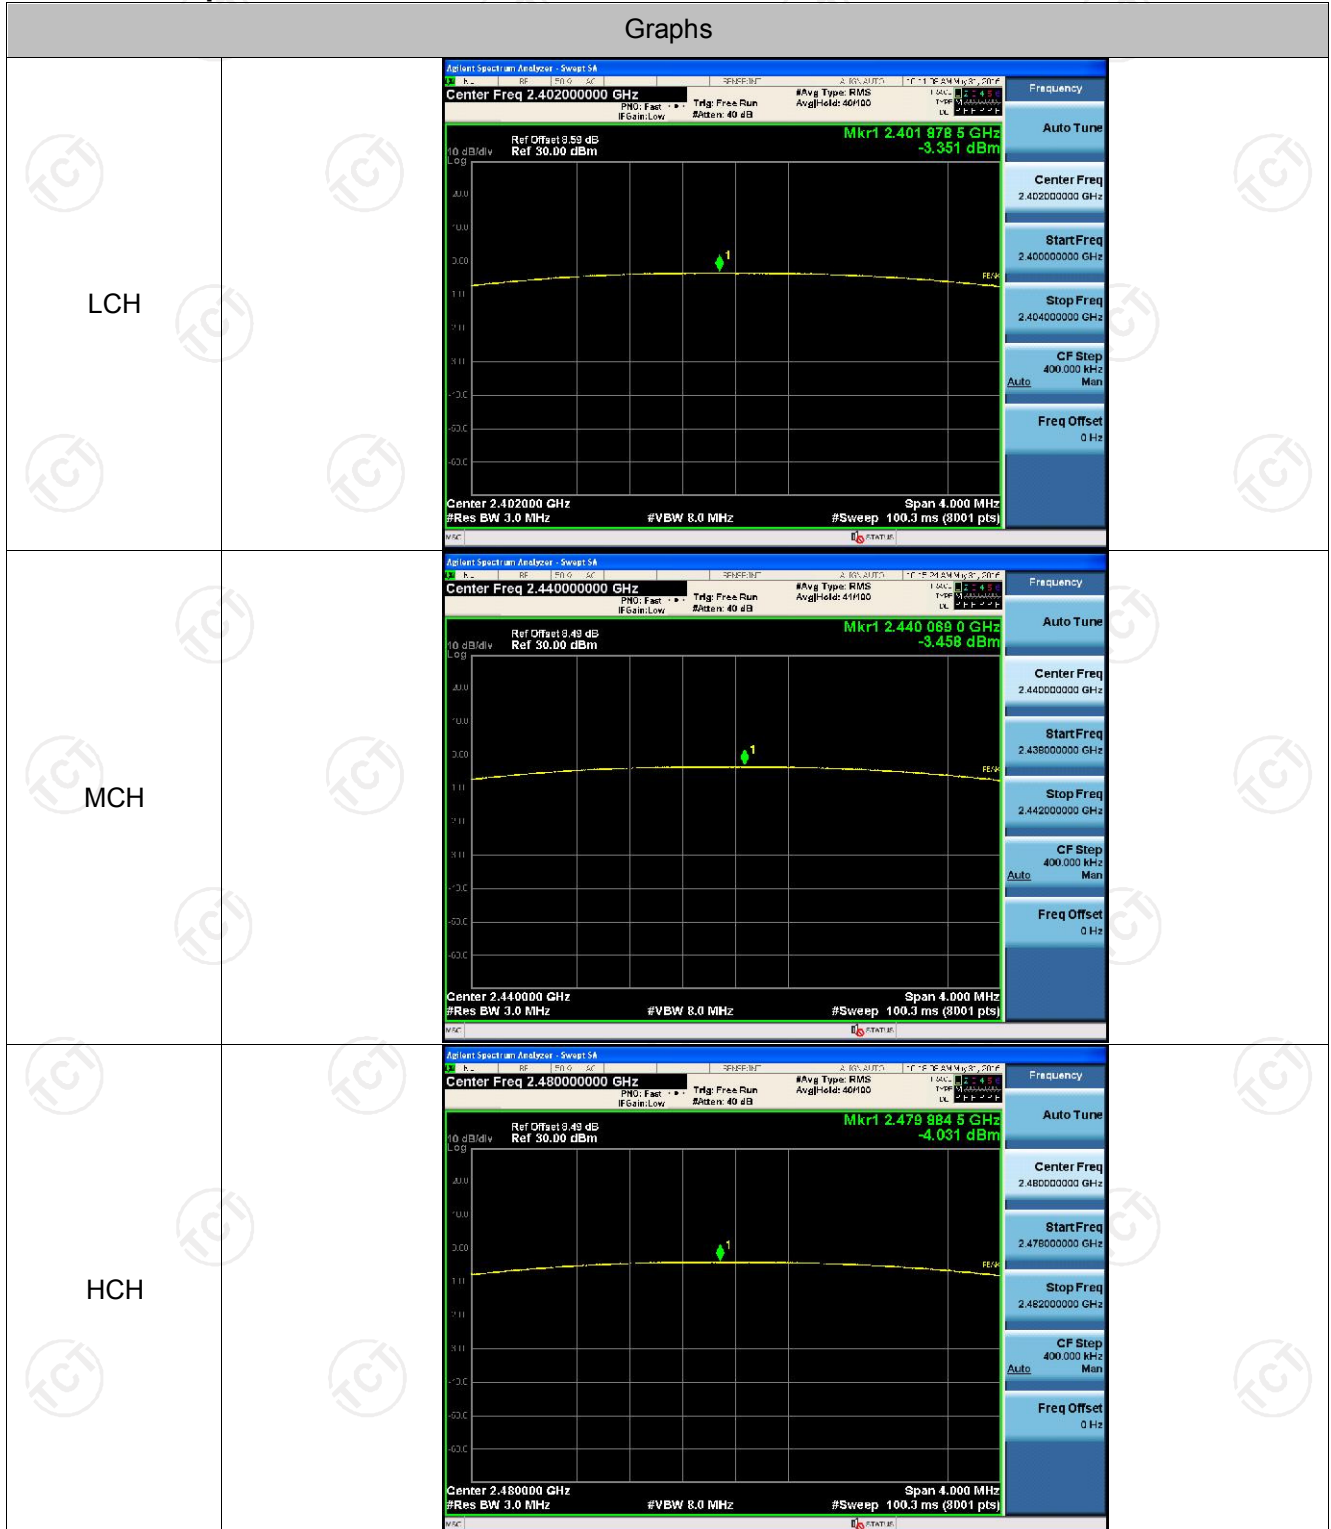 Graphs
LCH
Agilent Spectrum Analyzer - Swept SA
Center Freq 2.402000000 GHz
PNO: Fast
IFGain:Low
Trig: Free Run
#Atten: 40 dB
#Avg Type: RMS
Avg|Hold: 40/100
Frequency
Mkr1 2.401 978 5 GHz
-3.351 dBm
Ref Offset 8.59 dB
10 dB/div Ref 30.00 dBm
Log
1
PEAK
Center 2.402000 GHz
Span 4.000 MHz
#Res BW 3.0 MHz
#VBW 8.0 MHz
#Sweep 100.3 ms (8001 pts)
MSG
STATUS
Auto Tune
Center Freq
2.402000000 GHz
Start Freq
2.400000000 GHz
Stop Freq
2.404000000 GHz
CF Step
400.000 kHz
Auto Man
Freq Offset
0 Hz
MCH
Agilent Spectrum Analyzer - Swept SA
Center Freq 2.440000000 GHz
PNO: Fast
IFGain:Low
Trig: Free Run
#Atten: 40 dB
#Avg Type: RMS
Avg|Hold: 41/100
Frequency
Mkr1 2.440 069 0 GHz
-3.458 dBm
Ref Offset 8.49 dB
10 dB/div Ref 30.00 dBm
Log
1
PEAK
Center 2.440000 GHz
Span 4.000 MHz
#Res BW 3.0 MHz
#VBW 8.0 MHz
#Sweep 100.3 ms (8001 pts)
MSG
STATUS
Auto Tune
Center Freq
2.440000000 GHz
Start Freq
2.438000000 GHz
Stop Freq
2.442000000 GHz
CF Step
400.000 kHz
Auto Man
Freq Offset
0 Hz
HCH
Agilent Spectrum Analyzer - Swept SA
Center Freq 2.480000000 GHz
PNO: Fast
IFGain:Low
Trig: Free Run
#Atten: 40 dB
#Avg Type: RMS
Avg|Hold: 40/100
Frequency
Mkr1 2.479 884 5 GHz
-4.031 dBm
Ref Offset 8.49 dB
10 dB/div Ref 30.00 dBm
Log
1
PEAK
Center 2.480000 GHz
Span 4.000 MHz
#Res BW 3.0 MHz
#VBW 8.0 MHz
#Sweep 100.3 ms (8001 pts)
MSG
STATUS
Auto Tune
Center Freq
2.480000000 GHz
Start Freq
2.478000000 GHz
Stop Freq
2.482000000 GHz
CF Step
400.000 kHz
Auto Man
Freq Offset
0 Hz